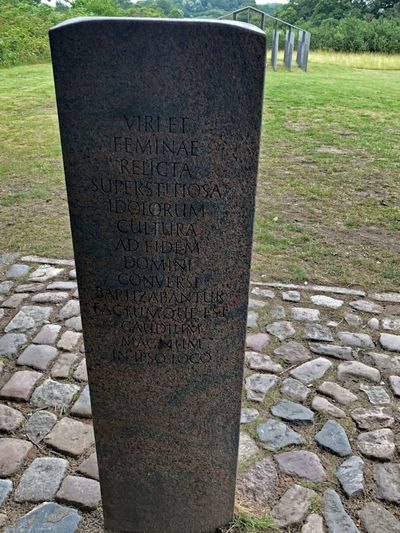 VIRI ET
FEMINAE
RELICTA
SUPERSTITIOSA
IDOLORUM
CULTURA
AD FIDEM
DOMINI
CONVERSI
BAPTIZABANTUR
FACTUMQUE EST
GAUDIUM
MAGNUM
IN IPSO LOCO